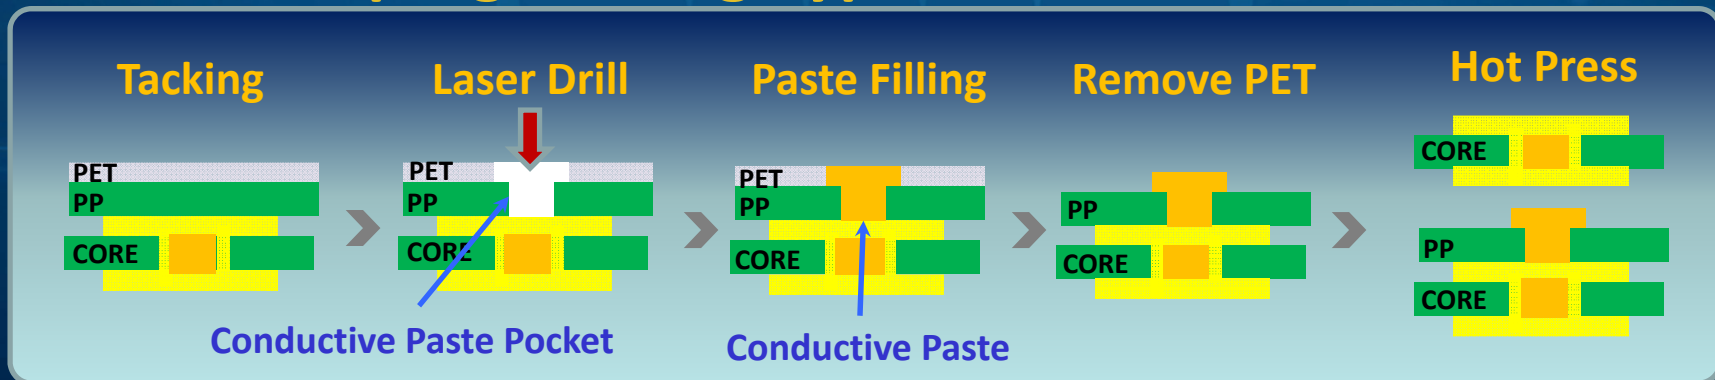 Tacking
Laser Drill
Paste Filling
Remove PET
Hot Press
PET
PP
CORE
PET
PP
CORE
PET
PP
CORE
PP
CORE
CORE
PP
CORE
Conductive Paste Pocket
Conductive Paste